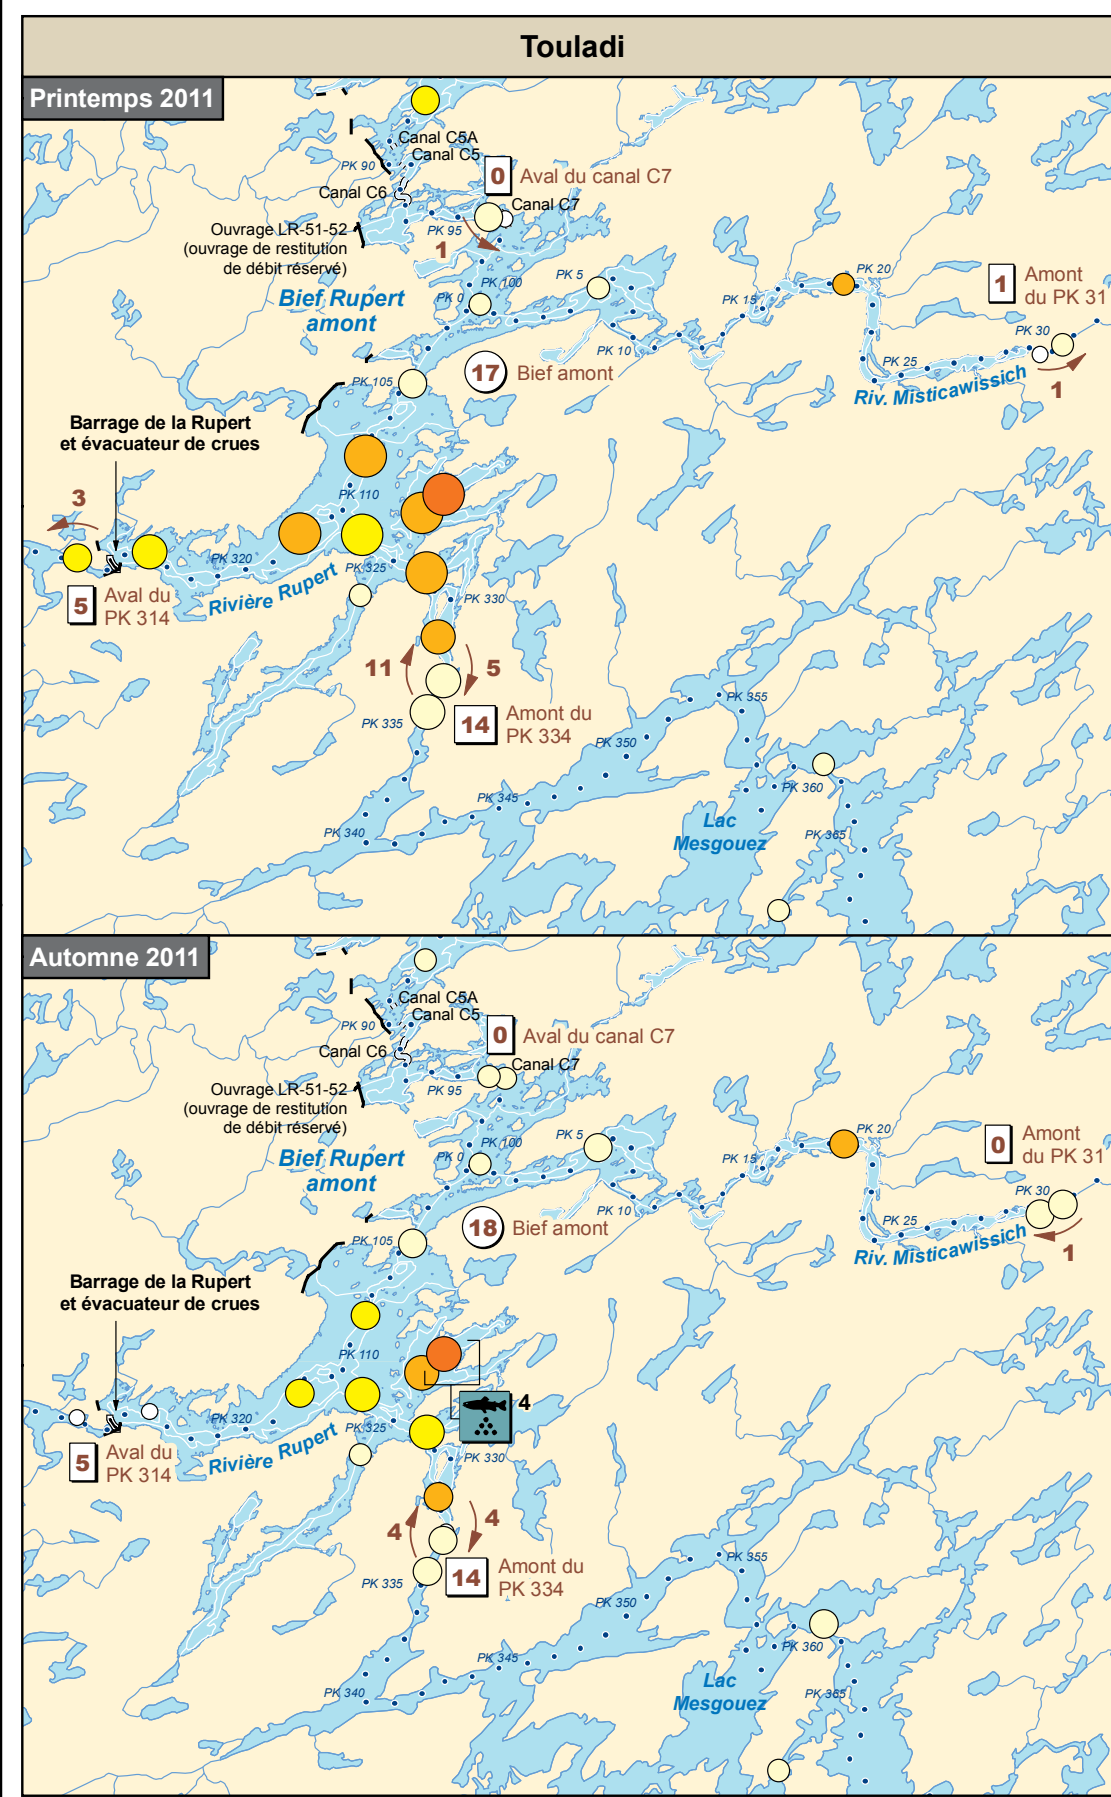 Touladi
Printemps 2011
Canal C5A
Canal C5
PK 90
0 Aval du canal C7
Canal C6
Canal C7
Ouvrage LR-51-52
(ouvrage de restitution
de débit réservé)
PK 95
1
PK 100
PK 0
PK 5
PK 20
1 Amont
du PK 31
Bief Rupert
amont
PK 15
PK 10
PK 30
PK 25
1
Riv. Misticawissich
PK 105
17 Bief amont
Barrage de la Rupert
et évacuateur de crues
3
PK 110
PK 320
PK 325
5 Aval du
PK 314
Rivière Rupert
PK 330
11
5
14 Amont du
PK 334
PK 335
PK 355
PK 350
PK 360
PK 345
PK 340
PK 365
Lac
Mesgouez
Automne 2011
Canal C5A
Canal C5
PK 90
0 Aval du canal C7
Canal C6
Canal C7
Ouvrage LR-51-52
(ouvrage de restitution
de débit réservé)
PK 95
PK 100
PK 0
PK 5
PK 20
0 Amont
du PK 31
Bief Rupert
amont
PK 15
PK 10
PK 30
PK 25
1
Riv. Misticawissich
PK 105
18 Bief amont
Barrage de la Rupert
et évacuateur de crues
PK 110
4
PK 320
PK 325
5 Aval du
PK 314
Rivière Rupert
PK 330
4
4
14 Amont du
PK 334
PK 335
PK 355
PK 350
PK 360
PK 345
PK 340
PK 365
Lac
Mesgouez